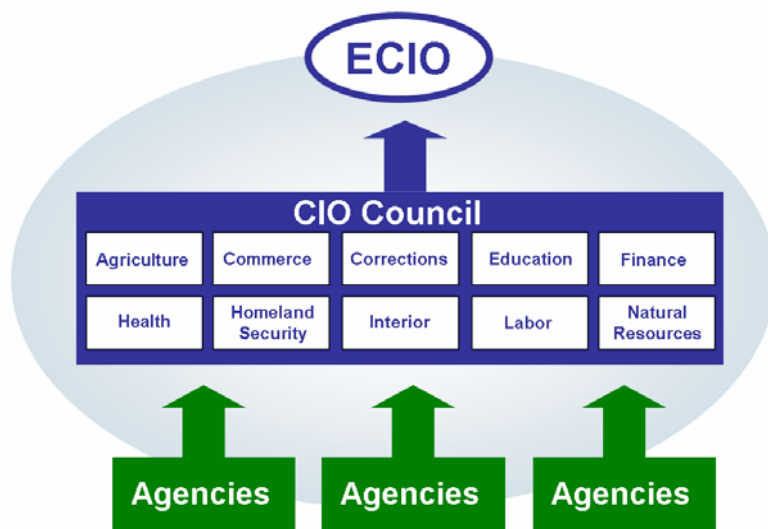 ECIO
CIO Council
Agriculture
Commerce
Corrections
Education
Finance
Health
Homeland
Security
Interior
Labor
Natural
Resources
Agencies
Agencies
Agencies